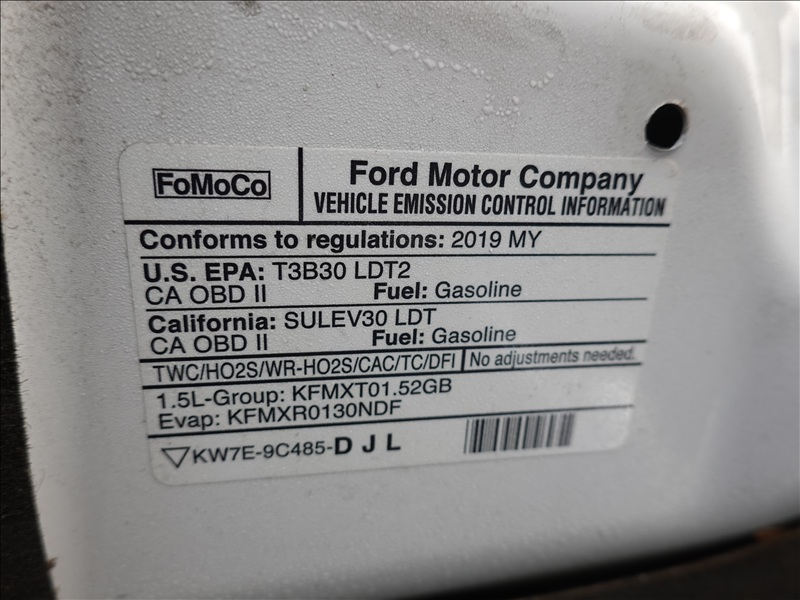 FoMoCo
Ford Motor Company
VEHICLE EMISSION CONTROL INFORMATION
Conforms to regulations: 2019 MY
U.S. EPA: T3B30 LDT2
CA OBD II Fuel: Gasoline
California: SULEV30 LDT
CA OBD II Fuel: Gasoline
TWC/HO2S/WR-HO2S/CAC/TC/DFI No adjustments needed.
1.5L-Group: KFMXT01.52GB
Evap: KFMXR0130NDF
KW7E-9C485-D J L